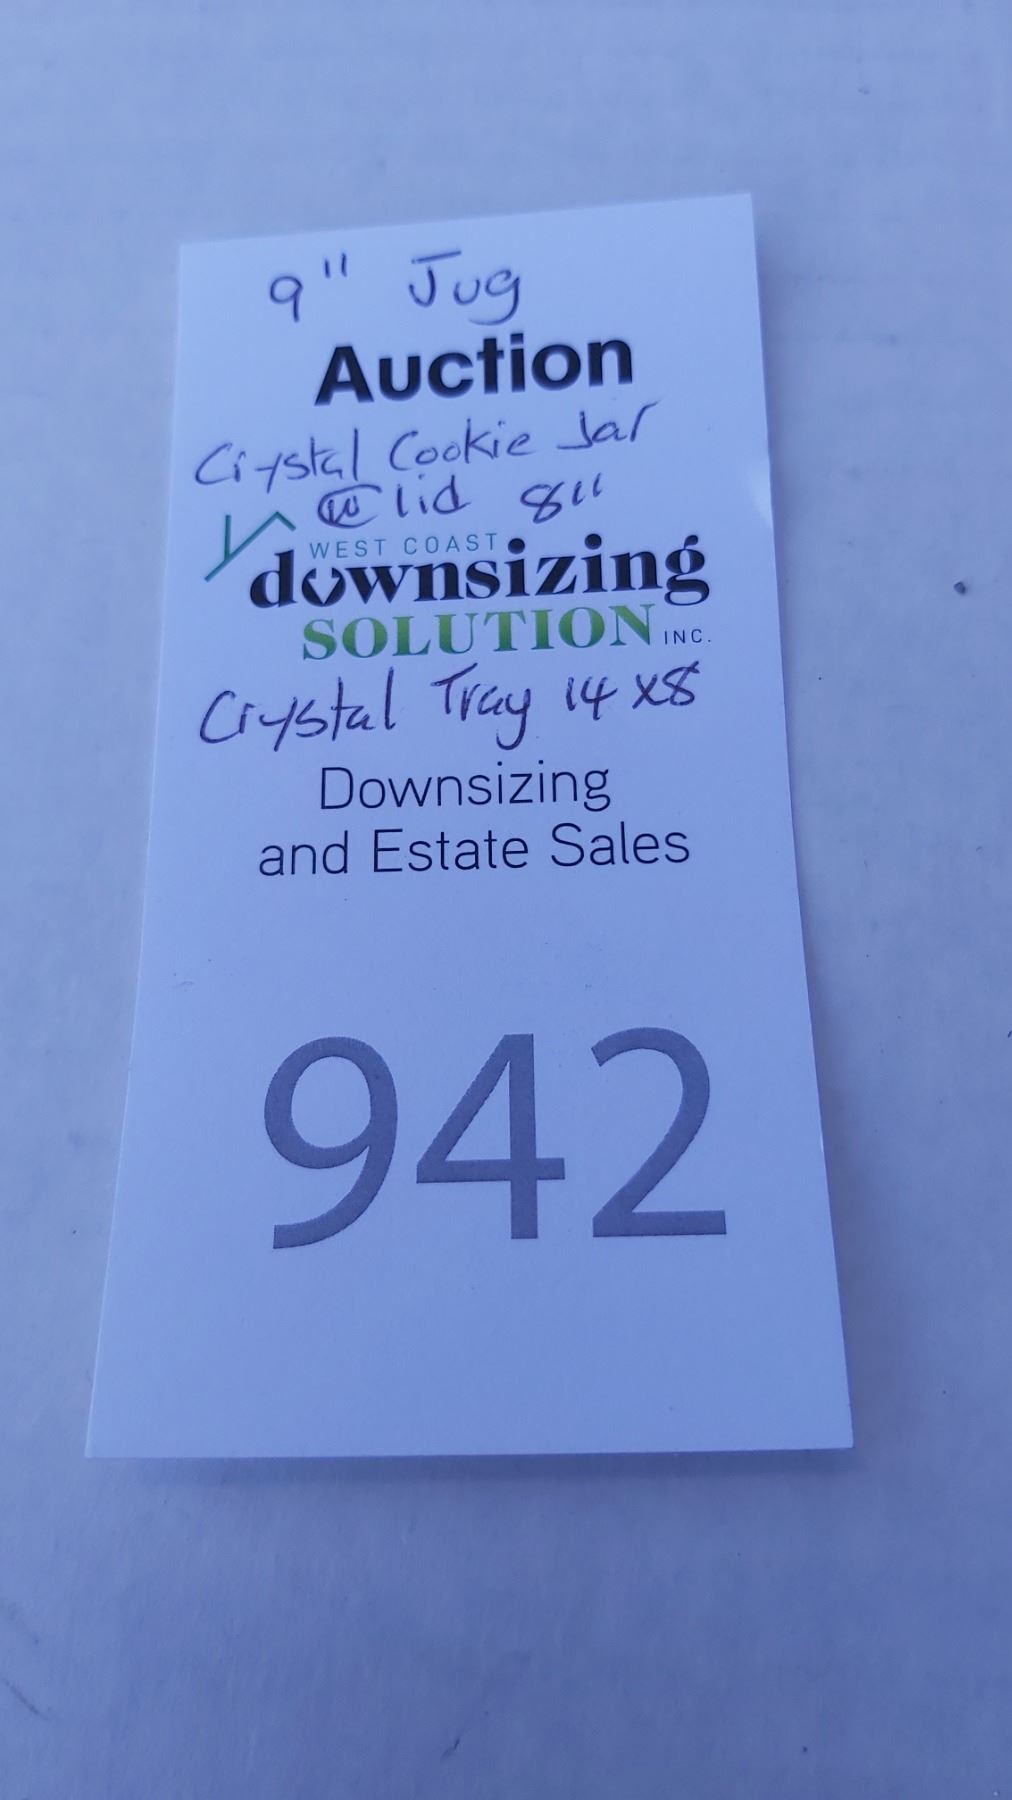 9" Jug
Auction
Crystal Cookie Jar
w lid 8"
WEST COAST
downsizing
SOLUTION INC.
Crystal Tray 14 x8
Downsizing
and Estate Sales
942